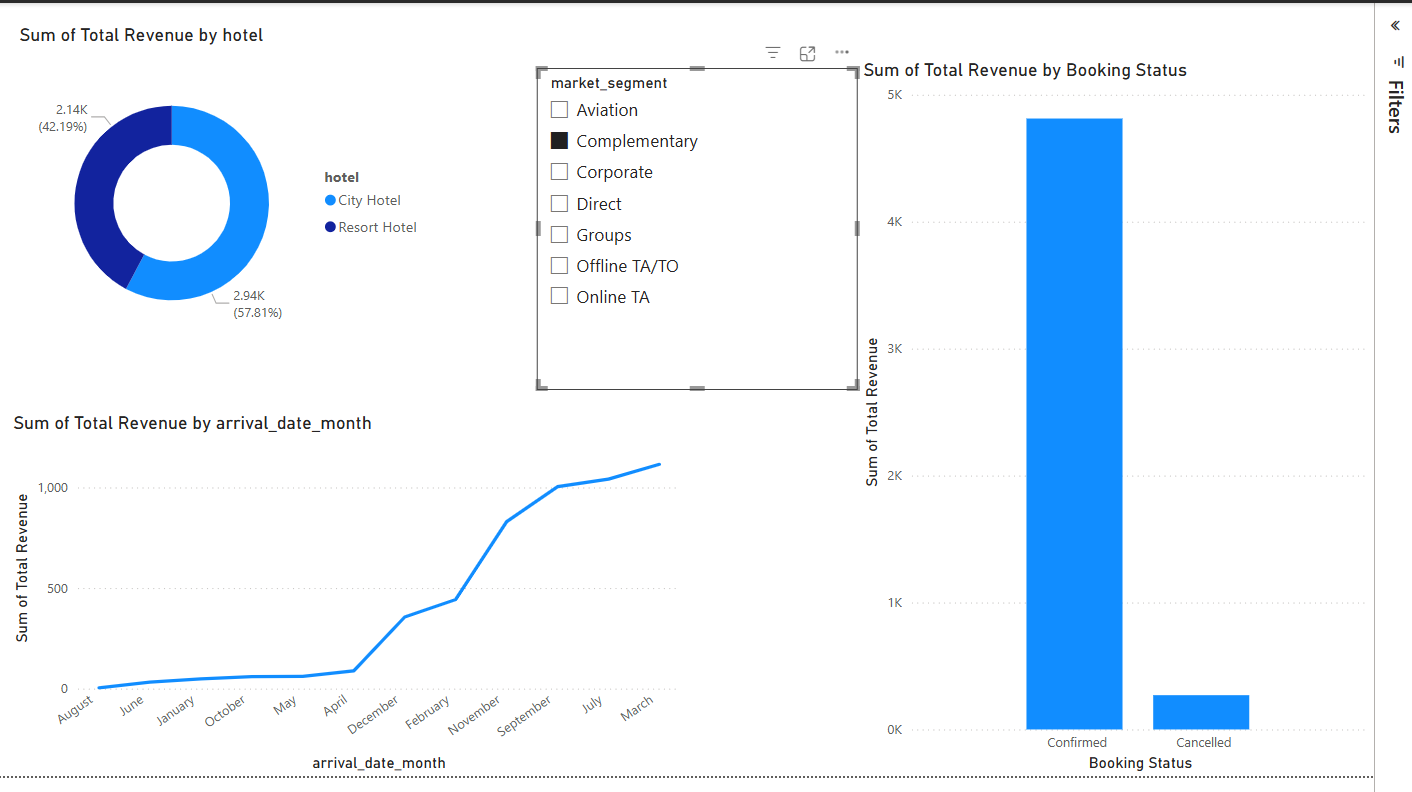 Sum of Total Revenue by hotel
2.14K
(42.19%)
2.94K
(57.81%)
hotel
City Hotel
Resort Hotel
market_segment
Aviation
Complementary
Corporate
Direct
Groups
Offline TA/TO
Online TA
Sum of Total Revenue by Booking Status
Sum of Total Revenue
5K
4K
3K
2K
1K
0K
Confirmed
Cancelled
Booking Status
Filters
Sum of Total Revenue by arrival_date_month
Sum of Total Revenue
1,000
500
0
August
June
January
October
May
April
December
February
November
September
July
March
arrival_date_month